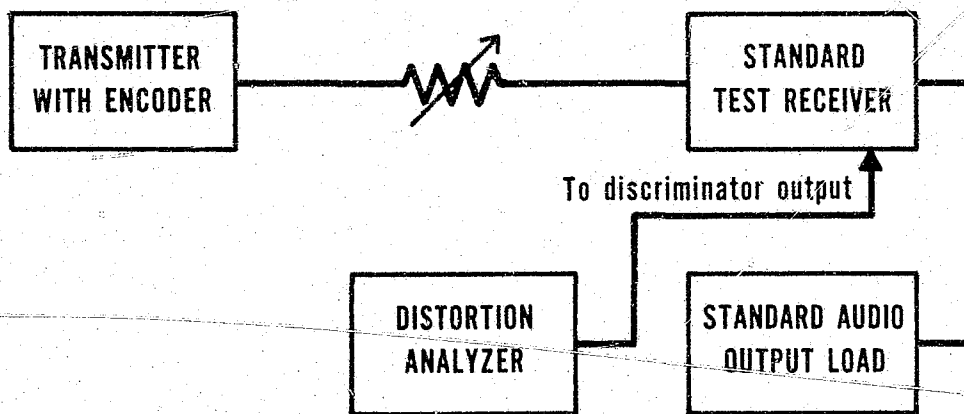 TRANSMITTER
WITH ENCODER
STANDARD
TEST RECEIVER
To discriminator output
DISTORTION
ANALYZER
STANDARD AUDIO
OUTPUT LOAD